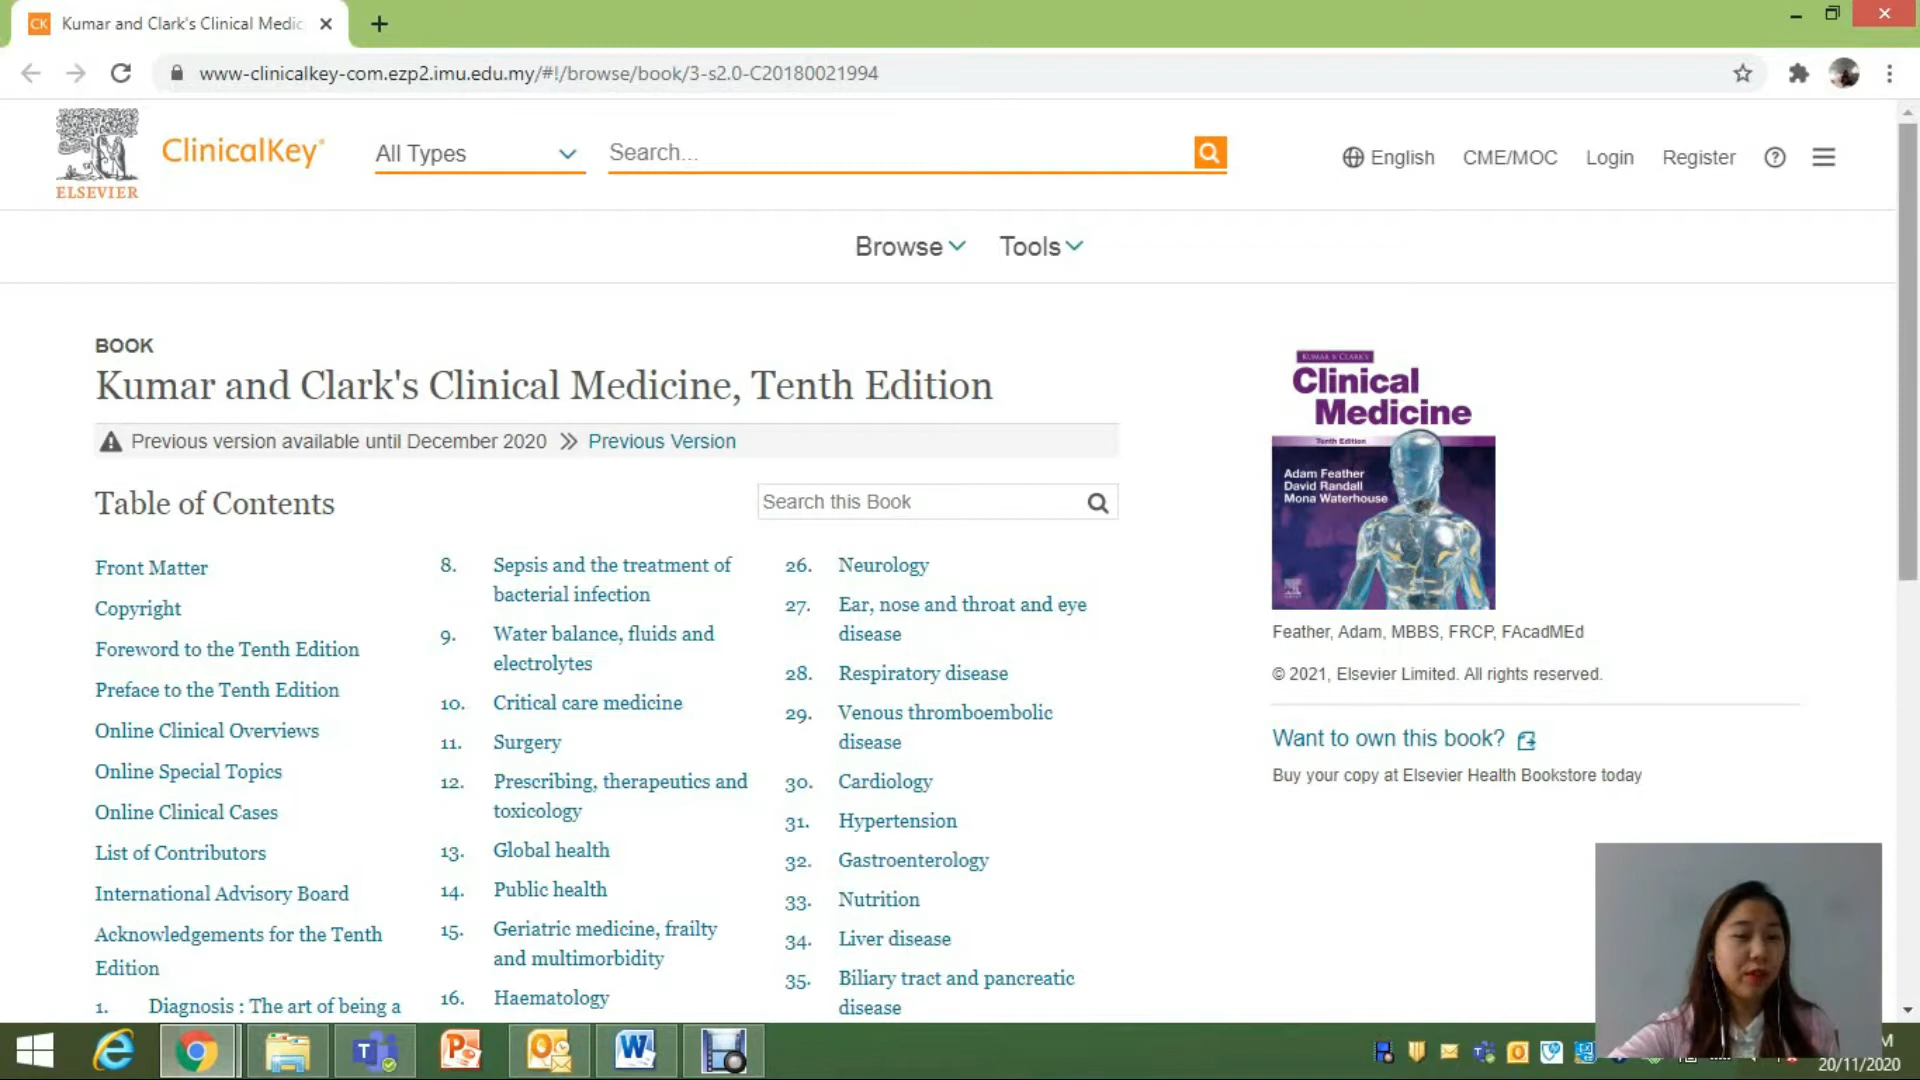 CK Kumar and Clark's Clinical Medic
www-clinicalkey-com.ezp2.imu.edu.my/#!/browse/book/3-s2.0-C20180021994
ELSEVIER
ClinicalKey
All Types
Search...
English
CME/MOC
Login
Register
Browse
Tools
BOOK
Kumar and Clark's Clinical Medicine, Tenth Edition
Previous version available until December 2020 Previous Version
Table of Contents
Search this Book
Front Matter
Copyright
Foreword to the Tenth Edition
Preface to the Tenth Edition
Online Clinical Overviews
Online Special Topics
Online Clinical Cases
List of Contributors
International Advisory Board
Acknowledgements for the Tenth
Edition
1. Diagnosis : The art of being a
8. Sepsis and the treatment of
bacterial infection
9. Water balance, fluids and
electrolytes
10. Critical care medicine
11. Surgery
12. Prescribing, therapeutics and
toxicology
13. Global health
14. Public health
15. Geriatric medicine, frailty
and multimorbidity
16. Haematology
26. Neurology
27. Ear, nose and throat and eye
disease
28. Respiratory disease
29. Venous thromboembolic
disease
30. Cardiology
31. Hypertension
32. Gastroenterology
33. Nutrition
34. Liver disease
35. Biliary tract and pancreatic
disease
KUMAR & CLARK'S
Clinical
Medicine
Tenth Edition
Adam Feather
David Randall
Mona Waterhouse
Feather, Adam, MBBS, FRCP, FAcadMEd
© 2021, Elsevier Limited. All rights reserved.
Want to own this book?
Buy your copy at Elsevier Health Bookstore today
M
20/11/2020